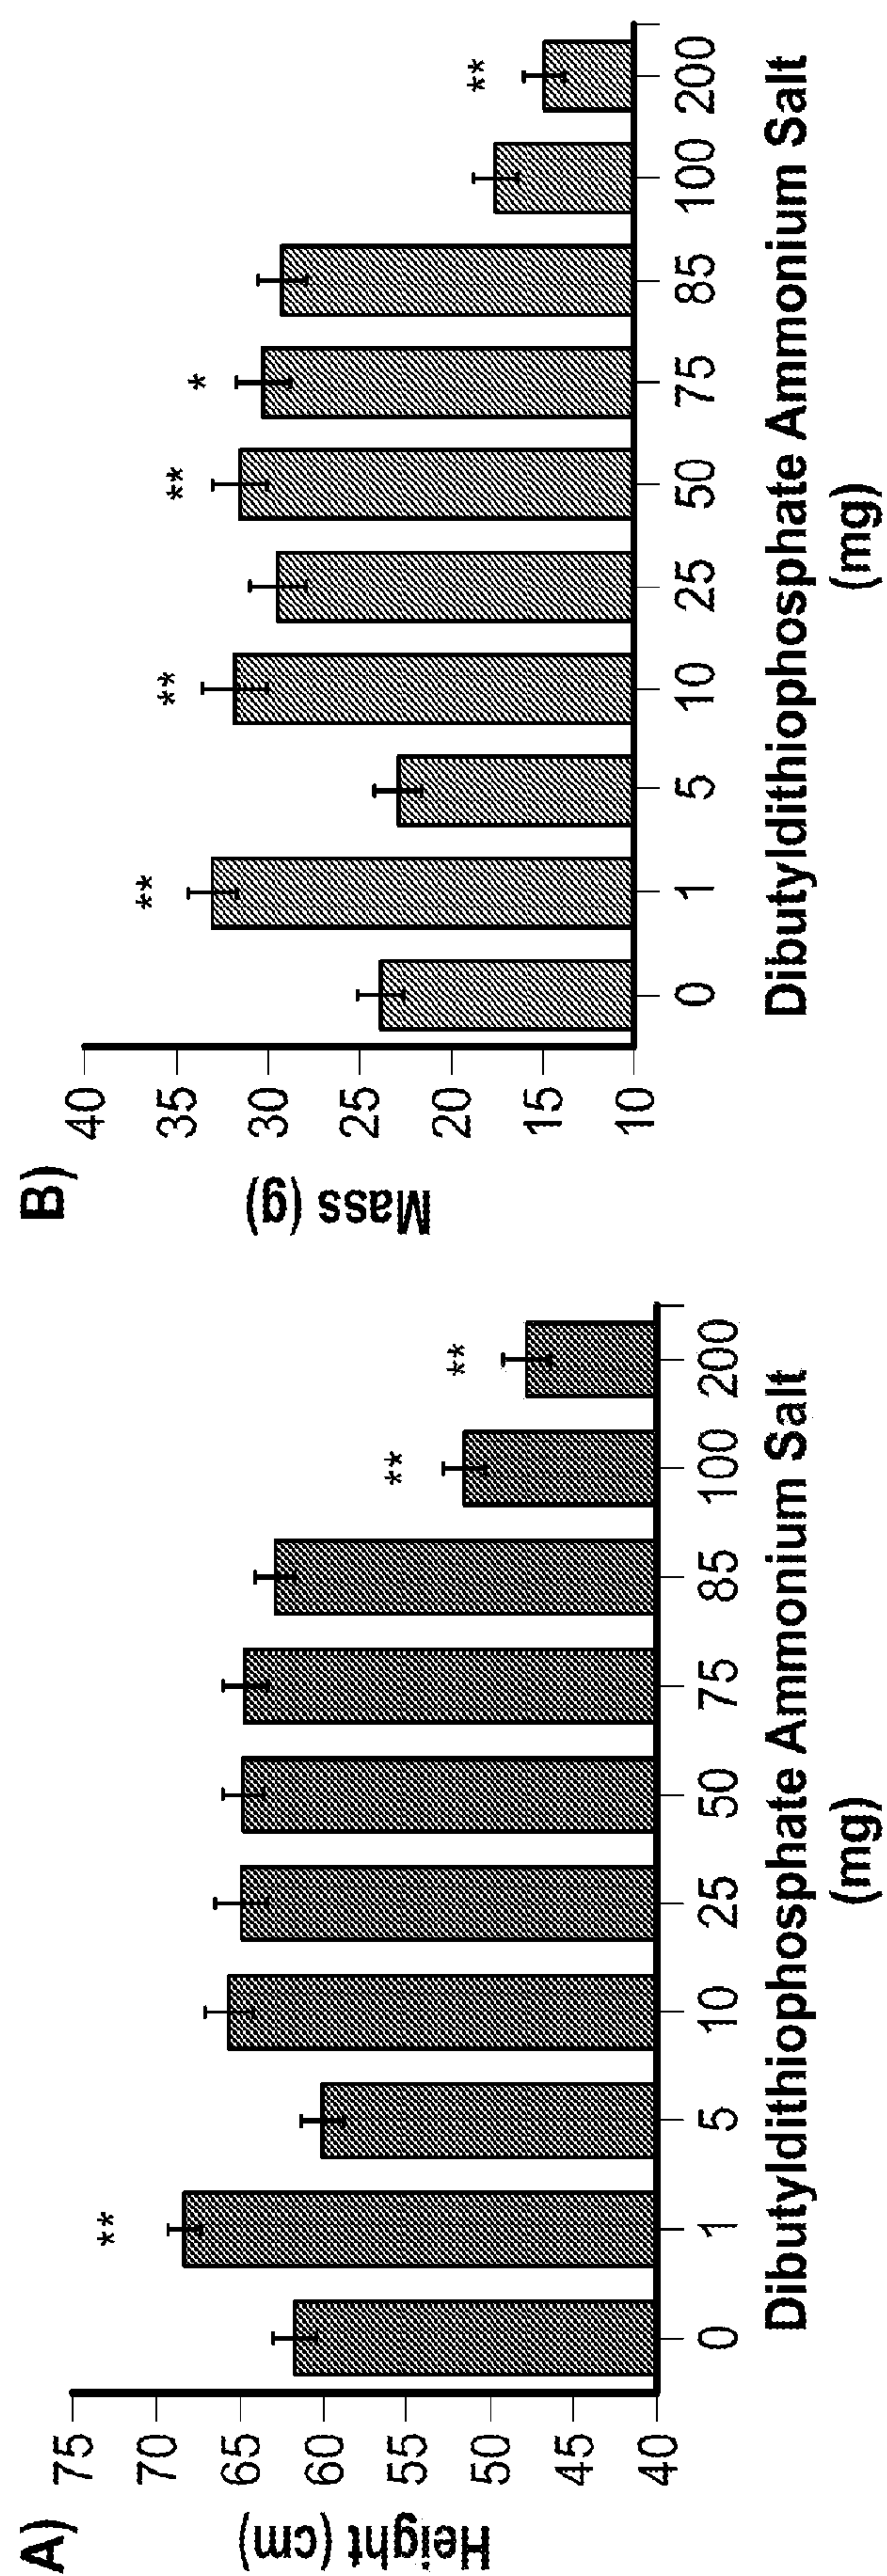 A)
75
70
65
60
55
50
45
40
Height (cm)
**
**
**
0 1 5 10 25 50 75 85 100 200
Dibutyldithiophosphate Ammonium Salt
(mg)
B)
40
35
30
25
20
15
10
Mass (g)
**
**
**
*
**
0 1 5 10 25 50 75 85 100 200
Dibutyldithiophosphate Ammonium Salt
(mg)